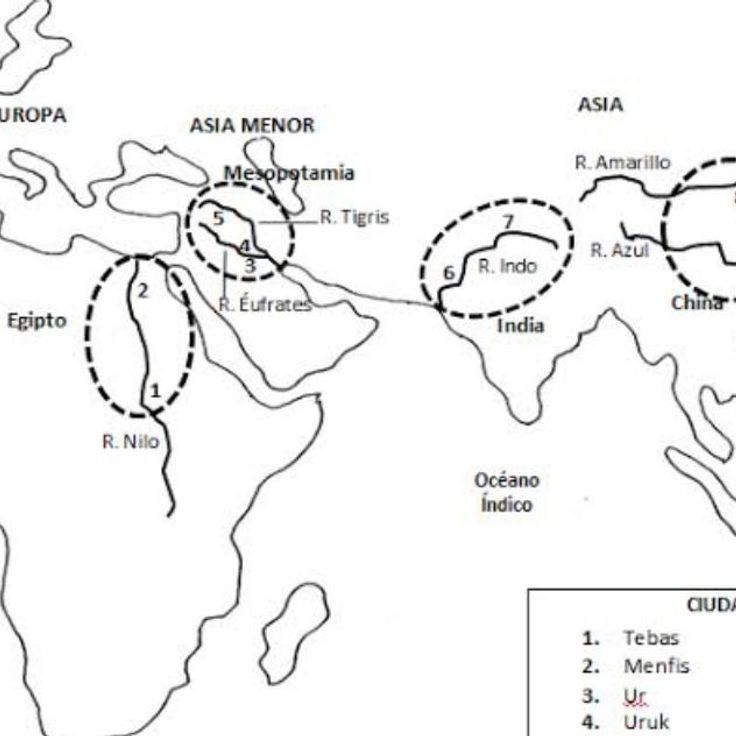 UROPA
ASIA MENOR
ASIA
Mesopotamia
R. Amarillo
5
R. Tigris
7
4
3
R. Azul
6
R. Indo
2
R. Éufrates
China
Egipto
India
1
R. Nilo
Océano
Índico
CIUDA
1. Tebas
2. Menfis
3. Ur
4. Uruk